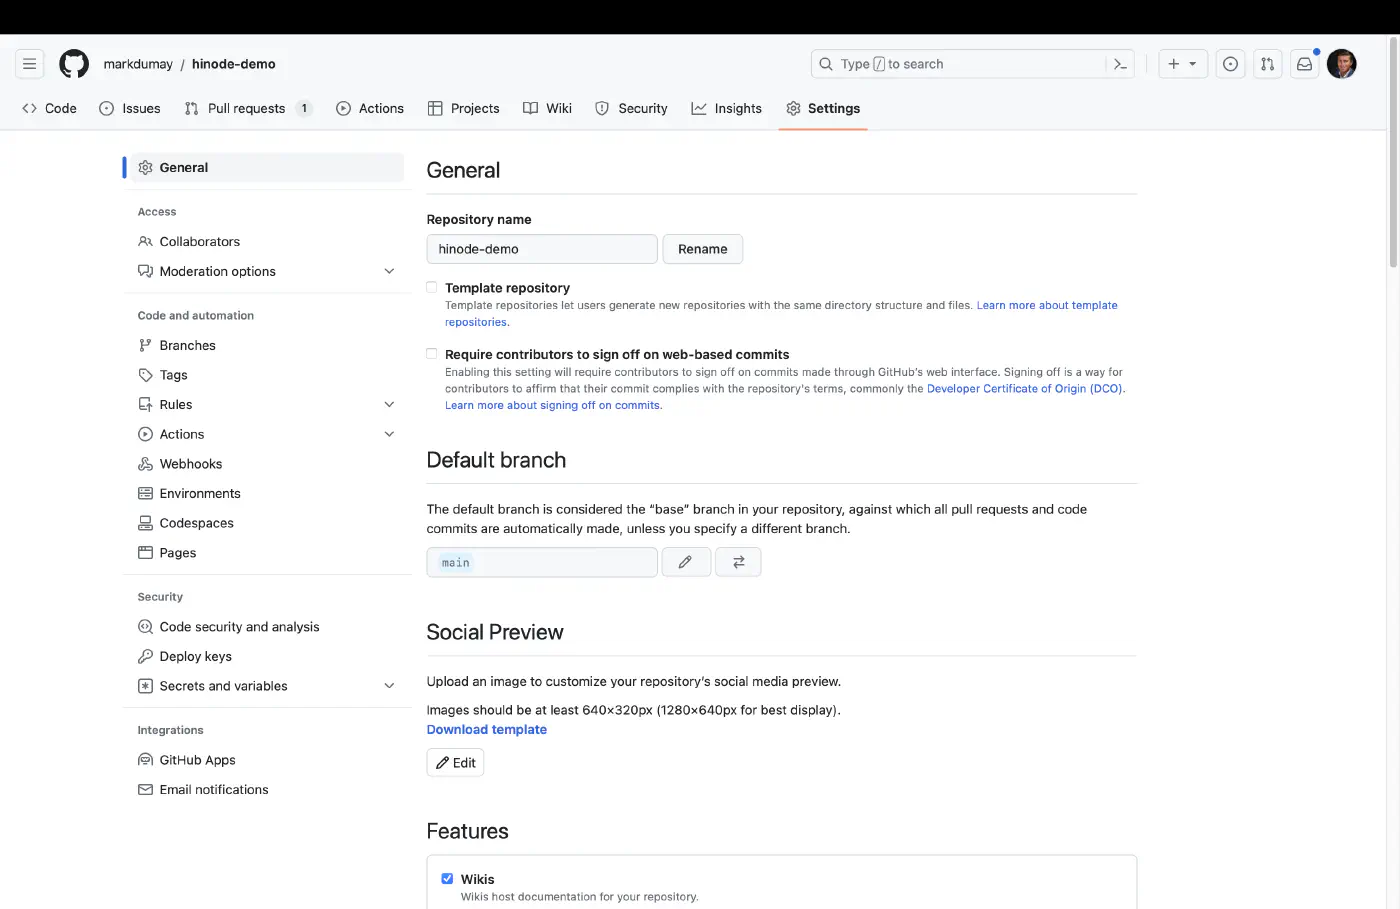 markdumay / hinode-demo
Type / to search
Code
Issues
Pull requests 1
Actions
Projects
Wiki
Security
Insights
Settings
General
Access
Collaborators
Moderation options
Code and automation
Branches
Tags
Rules
Actions
Webhooks
Environments
Codespaces
Pages
Security
Code security and analysis
Deploy keys
Secrets and variables
Integrations
GitHub Apps
Email notifications
General
Repository name
hinode-demo
Rename
Template repository
Template repositories let users generate new repositories with the same directory structure and files. Learn more about template
repositories.
Require contributors to sign off on web-based commits
Enabling this setting will require contributors to sign off on commits made through GitHub's web interface. Signing off is a way for
contributors to affirm that their commit complies with the repository's terms, commonly the Developer Certificate of Origin (DCO).
Learn more about signing off on commits.
Default branch
The default branch is considered the “base” branch in your repository, against which all pull requests and code
commits are automatically made, unless you specify a different branch.
main
Social Preview
Upload an image to customize your repository's social media preview.
Images should be at least 640×320px (1280×640px for best display).
Download template
Edit
Features
Wikis
Wikis host documentation for your repository.